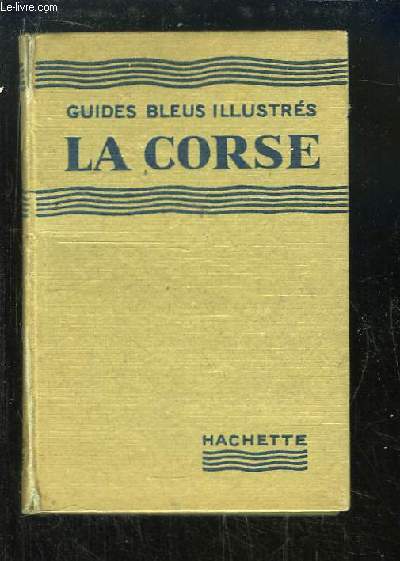 Le-livre.com
GUIDES BLEUS ILLUSTRÉS
LA CORSE
HACHETTE